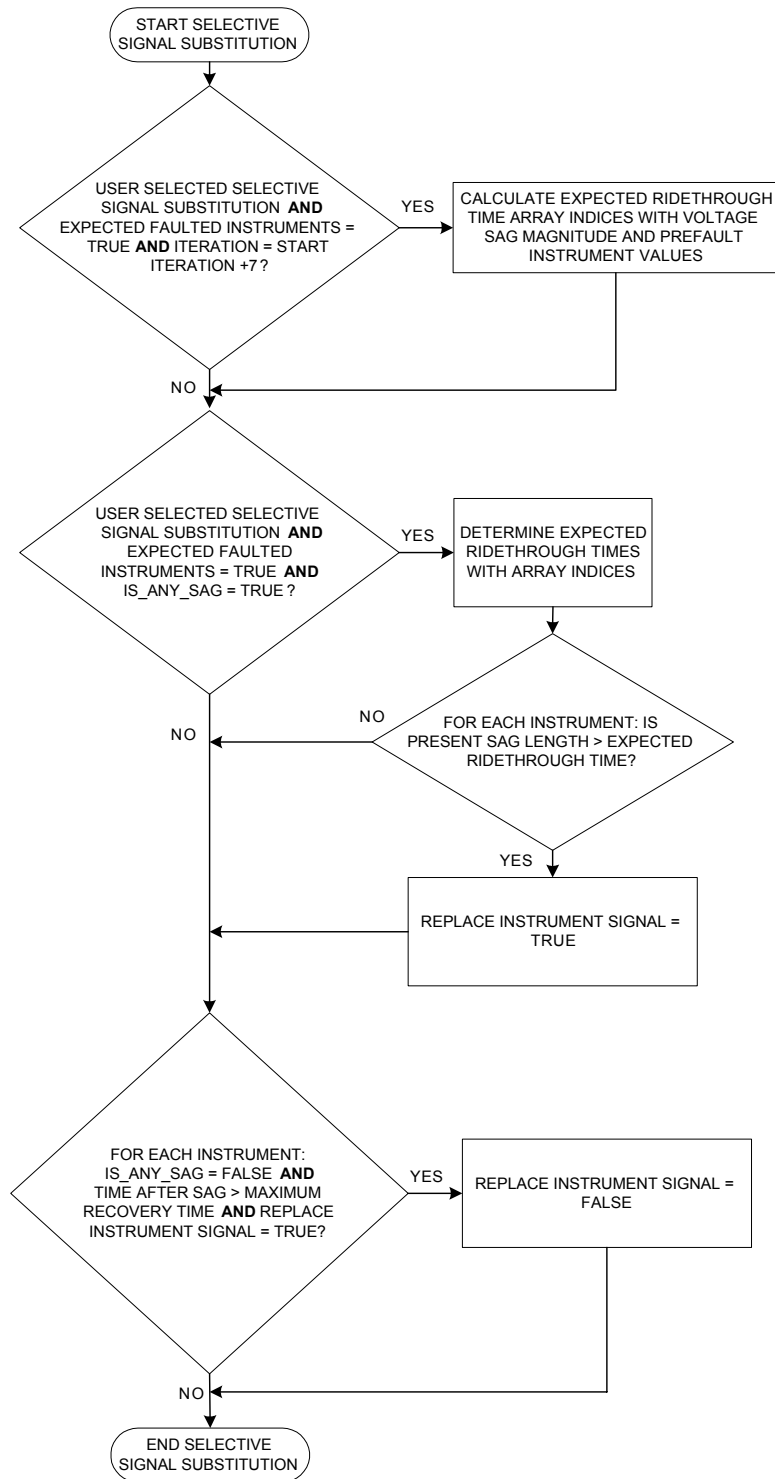 START SELECTIVE
SIGNAL SUBSTITUTION
USER SELECTED SELECTIVE
SIGNAL SUBSTITUTION AND
EXPECTED FAULTED INSTRUMENTS =
TRUE AND ITERATION = START
ITERATION +7?
YES
CALCULATE EXPECTED RIDETHROUGH
TIME ARRAY INDICES WITH VOLTAGE
SAG MAGNITUDE AND PREFAULT
INSTRUMENT VALUES
NO
USER SELECTED SELECTIVE
SIGNAL SUBSTITUTION AND
EXPECTED FAULTED
INSTRUMENTS = TRUE AND
IS_ANY_SAG = TRUE?
YES
DETERMINE EXPECTED
RIDETHROUGH TIMES
WITH ARRAY INDICES
NO
NO
FOR EACH INSTRUMENT: IS
PRESENT SAG LENGTH > EXPECTED
RIDETHROUGH TIME?
YES
REPLACE INSTRUMENT SIGNAL =
TRUE
FOR EACH INSTRUMENT:
IS_ANY_SAG = FALSE AND
TIME AFTER SAG > MAXIMUM
RECOVERY TIME AND REPLACE
INSTRUMENT SIGNAL = TRUE?
YES
REPLACE INSTRUMENT SIGNAL =
FALSE
NO
END SELECTIVE
SIGNAL SUBSTITUTION